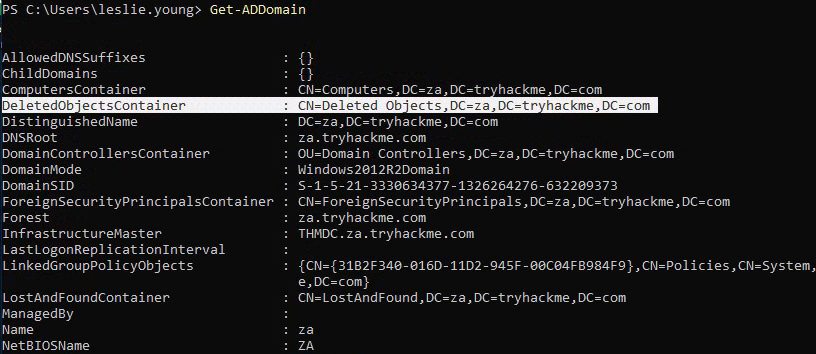 PS C:\Users\leslie.young> Get-ADDomain
AllowedDNSSuffixes : {}
ChildDomains : {}
ComputersContainer : CN=Computers,DC=za,DC=tryhackme,DC=com
DeletedObjectsContainer : CN=Deleted Objects,DC=za,DC=tryhackme,DC=com
DistinguishedName : DC=za,DC=tryhackme,DC=com
DNSRoot : za.tryhackme.com
DomainControllersContainer : OU=Domain Controllers,DC=za,DC=tryhackme,DC=com
DomainMode : Windows2012R2Domain
DomainSID : S-1-5-21-3330634377-1326264276-632209373
ForeignSecurityPrincipalsContainer : CN=ForeignSecurityPrincipals,DC=za,DC=tryhackme,DC=com
Forest : za.tryhackme.com
InfrastructureMaster : THMDC.za.tryhackme.com
LastLogonReplicationInterval :
LinkedGroupPolicyObjects : {CN={31B2F340-016D-11D2-945F-00C04FB984F9},CN=Policies,CN=System,
e,DC=com}
LostAndFoundContainer : CN=LostAndFound,DC=za,DC=tryhackme,DC=com
ManagedBy :
Name : za
NetBIOSName : ZA